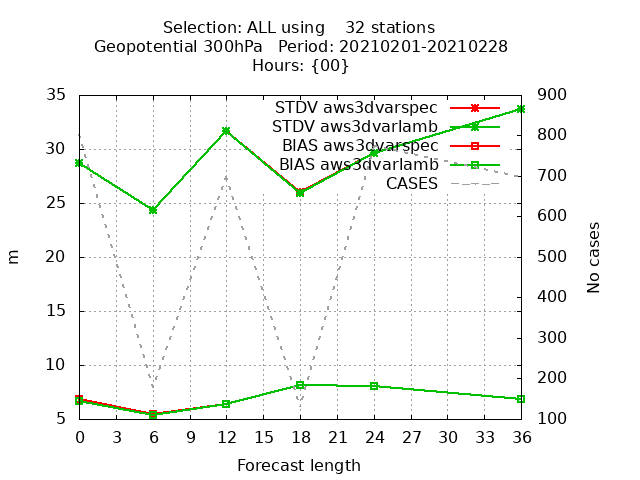 Selection: ALL using    32 stations
Geopotential 300hPa   Period: 20210201-20210228
Hours: {00}
35 900
STDV aws3dvarspec
STDV aws3dvarlamb
30 800
BIAS aws3dvarspec
BIAS aws3dvarlamb
700
CASES
25 600
20 500
m
No cases
400
15
300
10
200
5 100
0 3 6 9 12 15 18 21 24 27 30 33 36
Forecast length